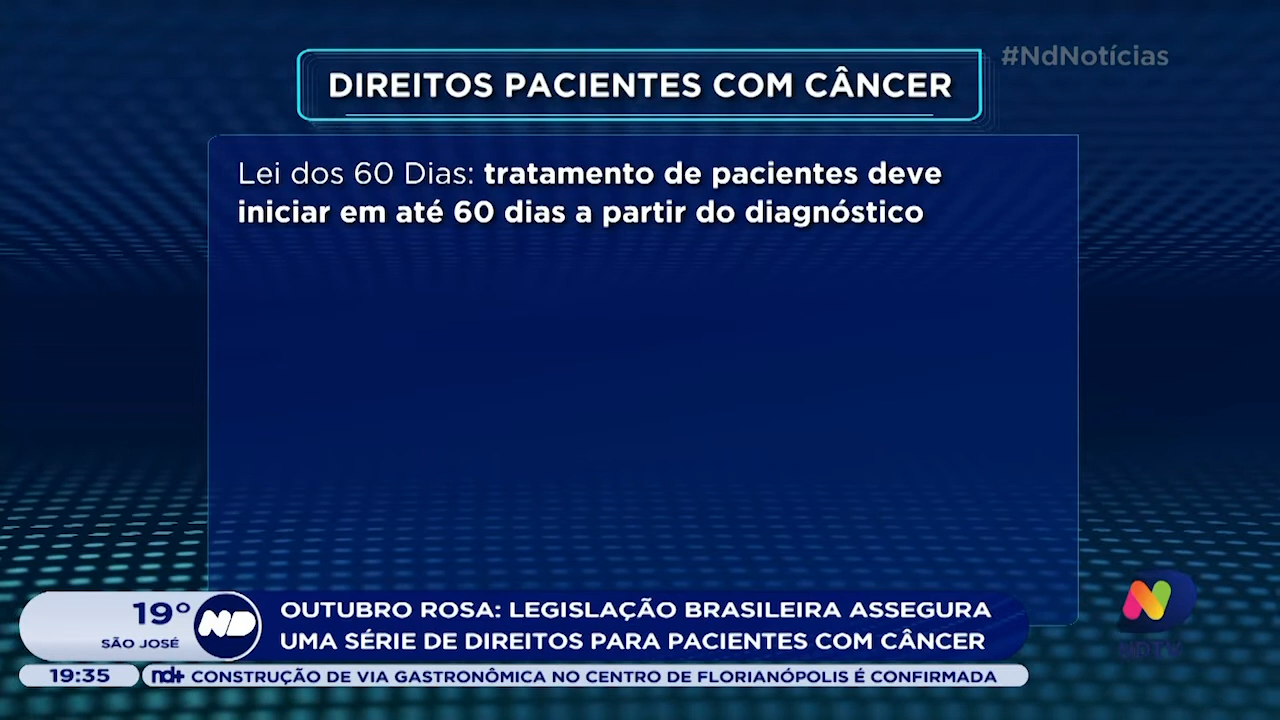 #NdNotícias
DIREITOS PACIENTES COM CÂNCER
Lei dos 60 Dias: tratamento de pacientes deve
iniciar em até 60 dias a partir do diagnóstico
19°
SÃO JOSÉ
ND
OUTUBRO ROSA: LEGISLAÇÃO BRASILEIRA ASSEGURA
UMA SÉRIE DE DIREITOS PARA PACIENTES COM CÂNCER
NDTV
19:35
nd+ CONSTRUÇÃO DE VIA GASTRONÔMICA NO CENTRO DE FLORIANÓPOLIS É CONFIRMADA